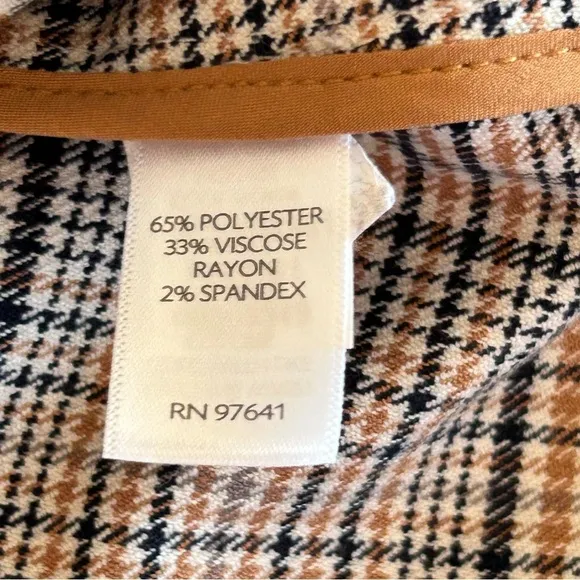 65% POLYESTER
33% VISCOSE
RAYON
2% SPANDEX
RN 97641